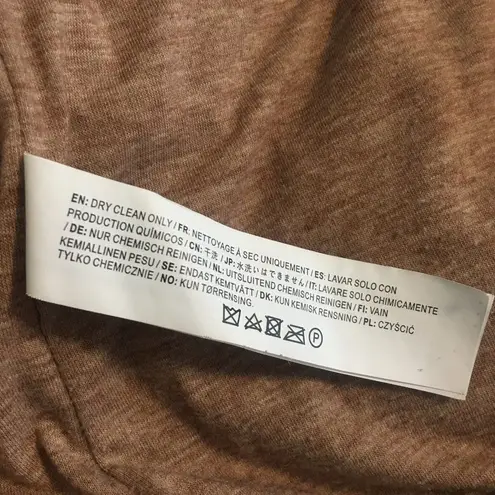 EN: DRY CLEAN ONLY / FR: NETTOYAGE À SEC UNIQUEMENT / ES: LAVAR SOLO CON
PRODUCTION QUÍMICOS / CN: 干洗 / JP: 水洗いはできません / IT: LAVARE SOLO CHIMICAMENTE
/ DE: NUR CHEMISCH REINIGEN / NL: UITSLUITEND CHEMISCH REINIGEN / FI: VAIN
KEMIALLINEN PESU / SE: ENDAST KEMTVÄTT / DK: KUN KEMISK RENSNING / PL: CZYŚCIĆ
TYLKO CHEMICZNIE / NO: KUN TØRRENSING.
P